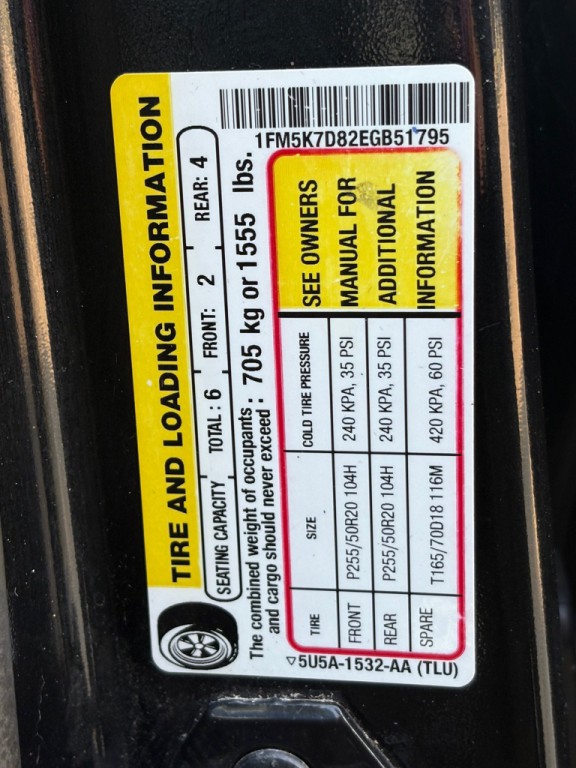 TIRE AND LOADING INFORMATION
SEATING CAPACITY TOTAL : 6 FRONT: 2 REAR: 4
The combined weight of occupants
and cargo should never exceed : 705 kg or 1555 lbs.
1FM5K7D82EGB51795
TIRE SIZE COLD TIRE PRESSURE SEE OWNERS
FRONT P255/50R20 104H 240 KPA, 35 PSI MANUAL FOR
REAR P255/50R20 104H 240 KPA, 35 PSI ADDITIONAL
SPARE T165/70D18 116M 420 KPA, 60 PSI INFORMATION
▽5U5A-1532-AA (TLU)